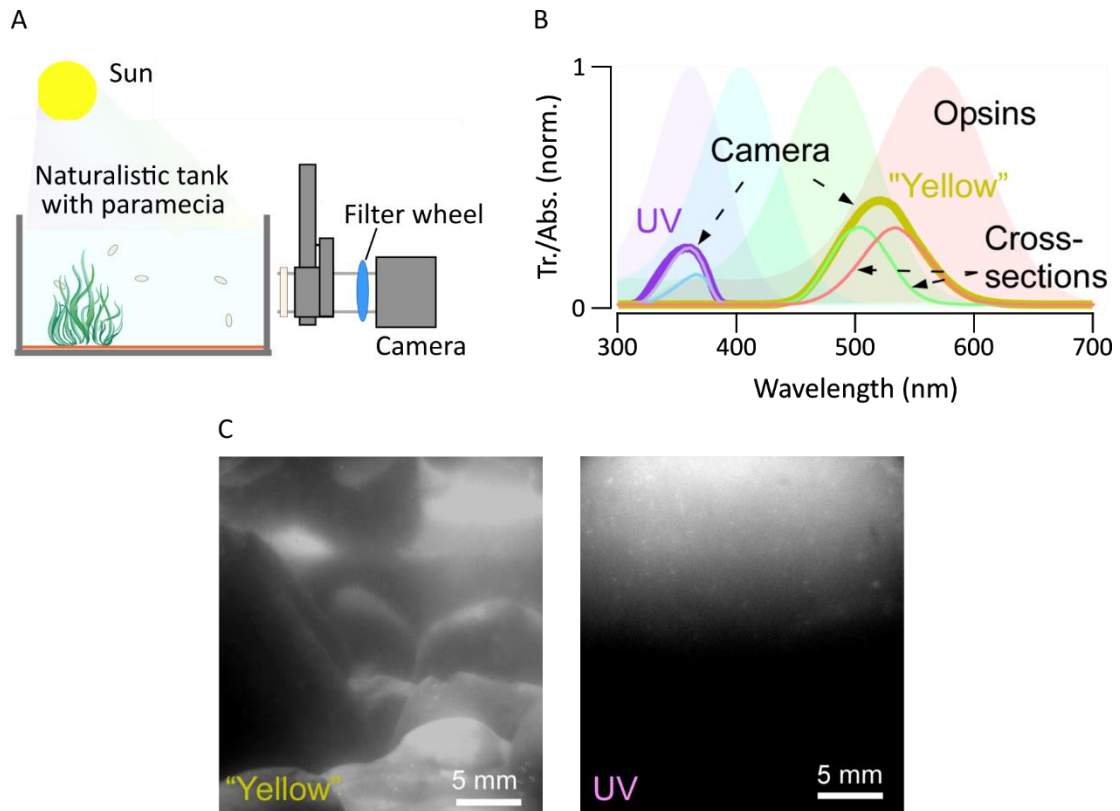 A
Sun
Naturalistic tank
with paramecia
Filter wheel
Camera
B
1
0
Tr./Abs. (norm.)
Opsins
Camera
"Yellow”
UV
Cross-
sections
300
400
500
600
700
Wavelength (nm)
C
“Yellow”
5 mm
UV
5 mm